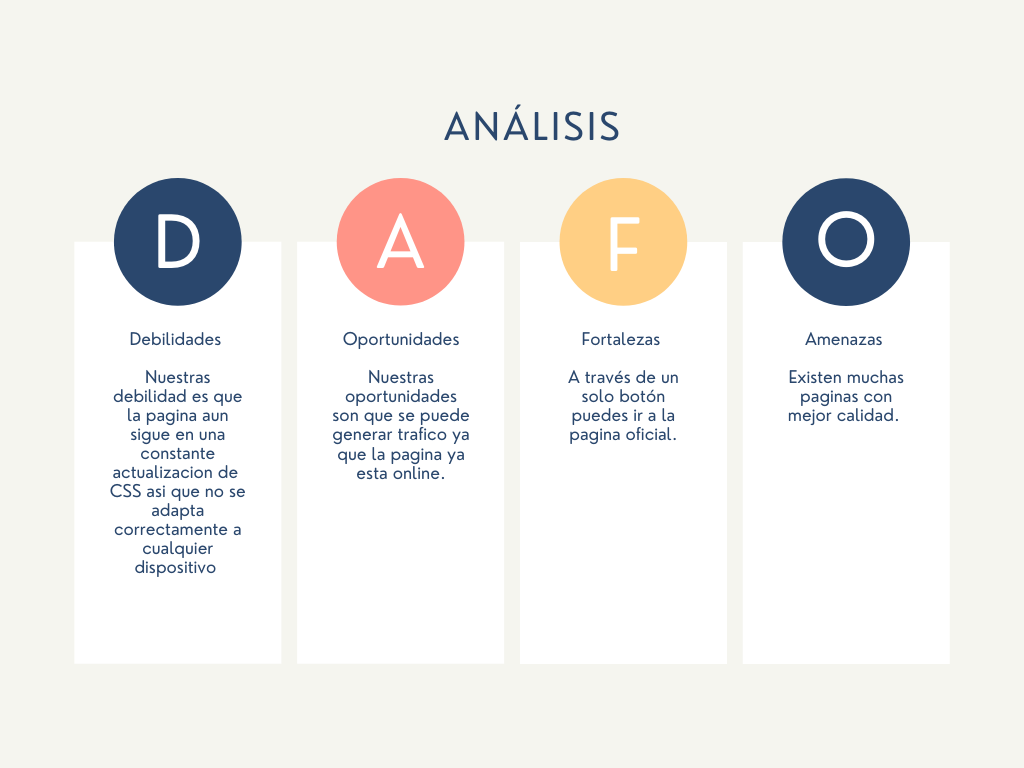 ANÁLISIS
D
Debilidades
Nuestras
debilidad es que
la pagina aun
sigue en una
constante
actualizacion de
CSS asi que no se
adapta
correctamente a
cualquier
dispositivo
A
Oportunidades
Nuestras
oportunidades
son que se puede
generar trafico ya
que la pagina ya
esta online.
F
Fortalezas
A través de un
solo botón
puedes ir a la
pagina oficial.
O
Amenazas
Existen muchas
paginas con
mejor calidad.